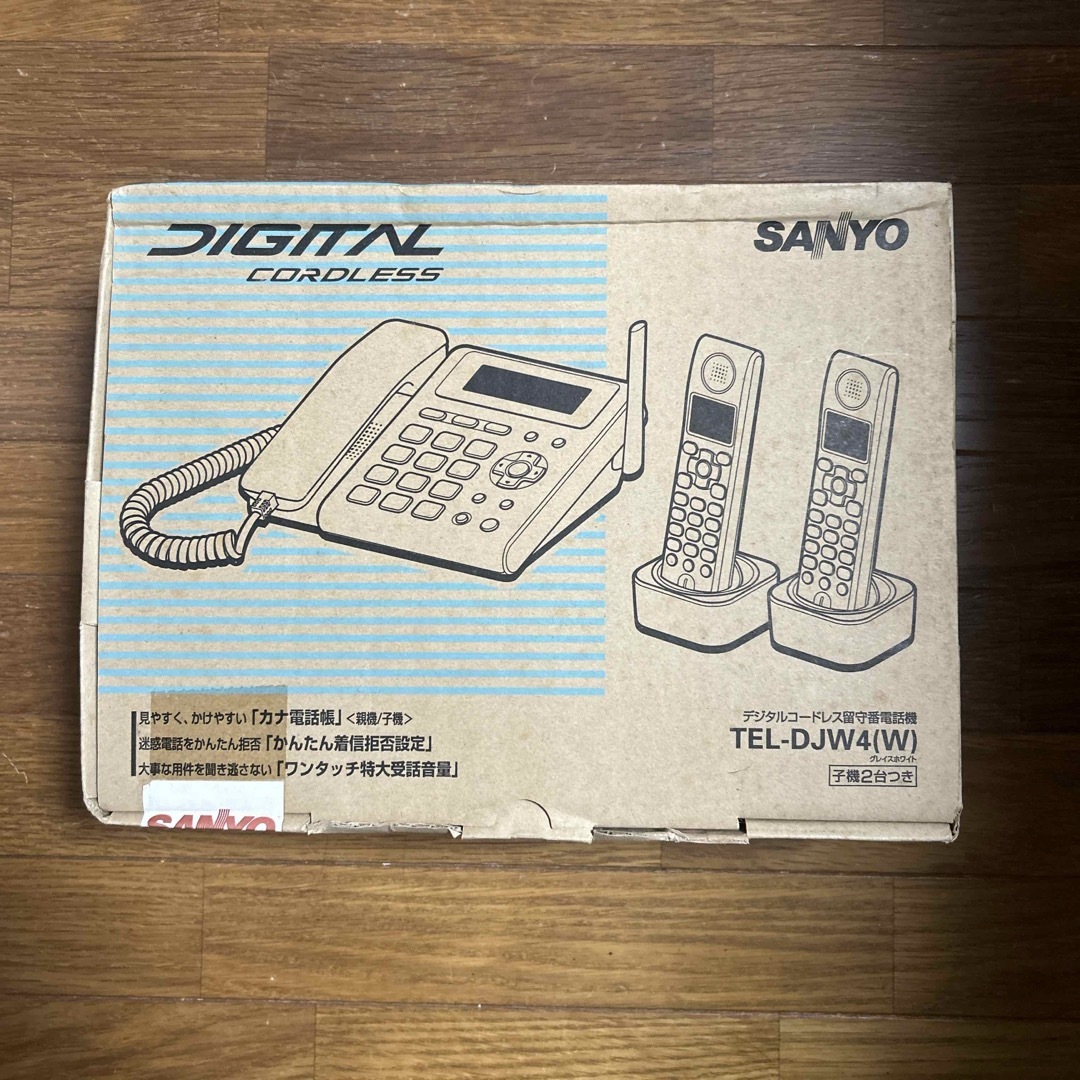 DIGITAL
CORDLESS
SANYO
見やすく、かけやすい「カナ電話帳」<親機/子機>
迷惑電話をかんたん拒否「かんたん着信拒否設定」
大事な用件を聞き逃さない「ワンタッチ特大受話音量」
デジタルコードレス留守番電話機
TEL-DJW4(W)
グレイスホワイト
子機2台つき
SANYO